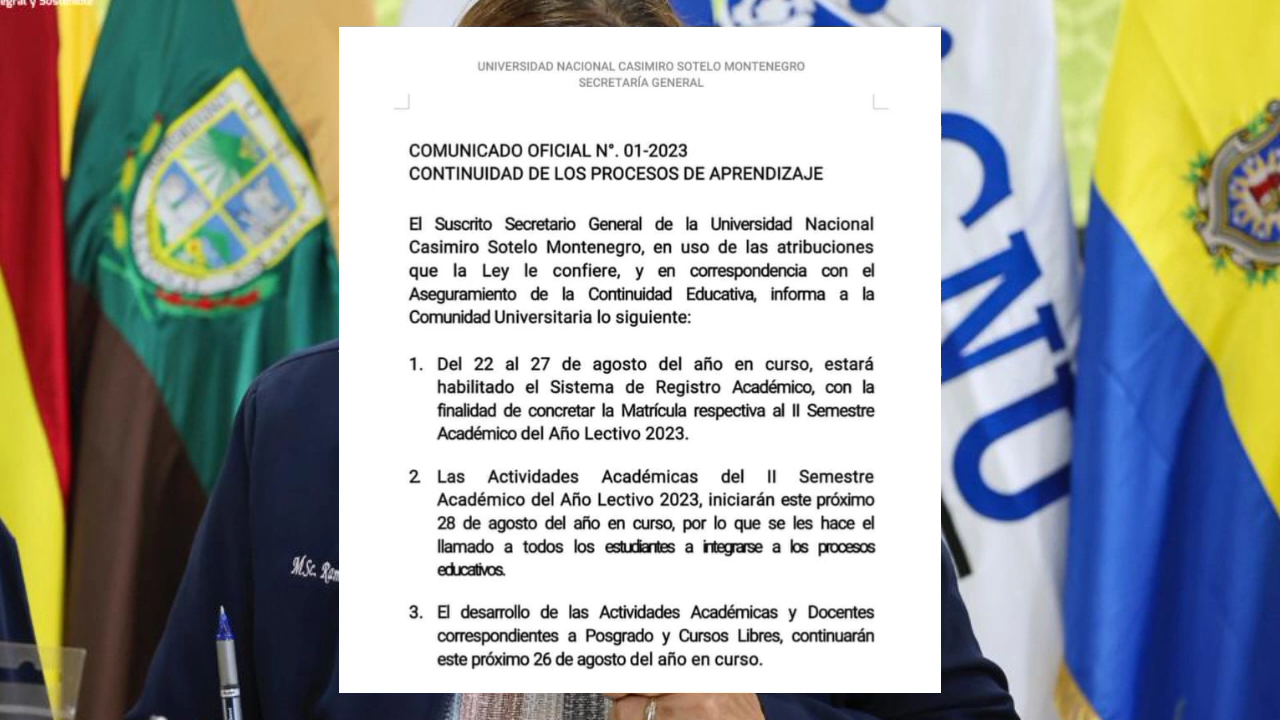 egral y Sostenible
UNIVERSIDAD NACIONAL CASIMIRO SOTELO MONTENEGRO
SECRETARÍA GENERAL
COMUNICADO OFICIAL N°. 01-2023
CONTINUIDAD DE LOS PROCESOS DE APRENDIZAJE
El Suscrito Secretario General de la Universidad Nacional
Casimiro Sotelo Montenegro, en uso de las atribuciones
que la Ley le confiere, y en correspondencia con el
Aseguramiento de la Continuidad Educativa, informa a la
Comunidad Universitaria lo siguiente:
1. Del 22 al 27 de agosto del año en curso, estará
habilitado el Sistema de Registro Académico, con la
finalidad de concretar la Matrícula respectiva al II Semestre
Académico del Año Lectivo 2023.
2. Las Actividades Académicas del II Semestre
Académico del Año Lectivo 2023, iniciarán este próximo
28 de agosto del año en curso, por lo que se les hace el
llamado a todos los estudiantes a integrarse a los procesos
educativos.
3. El desarrollo de las Actividades Académicas y Docentes
correspondientes a Posgrado y Cursos Libres, continuarán
este próximo 26 de agosto del año en curso.
CNU
MSc. Ram